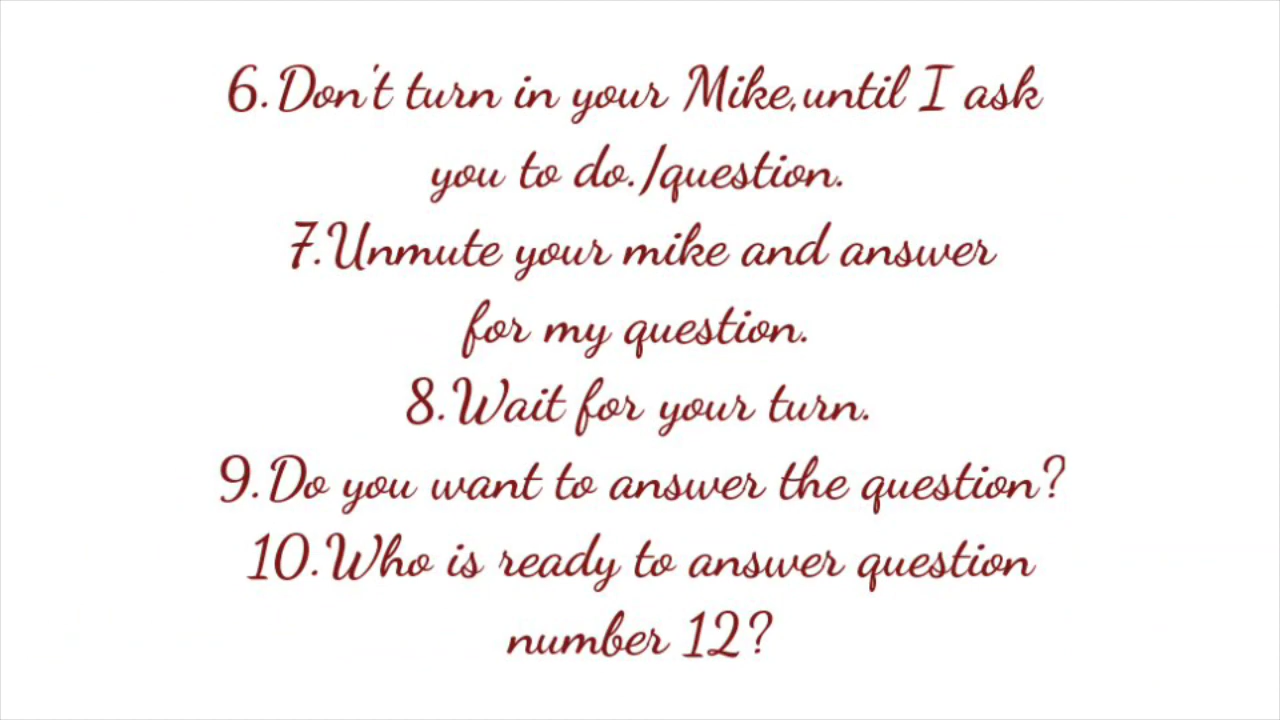 6.Don't turn in your Mike,until I ask
you to do./question.
7.Unmute your mike and answer
for my question.
8.Wait for your turn.
9.Do you want to answer the question?
10.Who is ready to answer question
number 12?